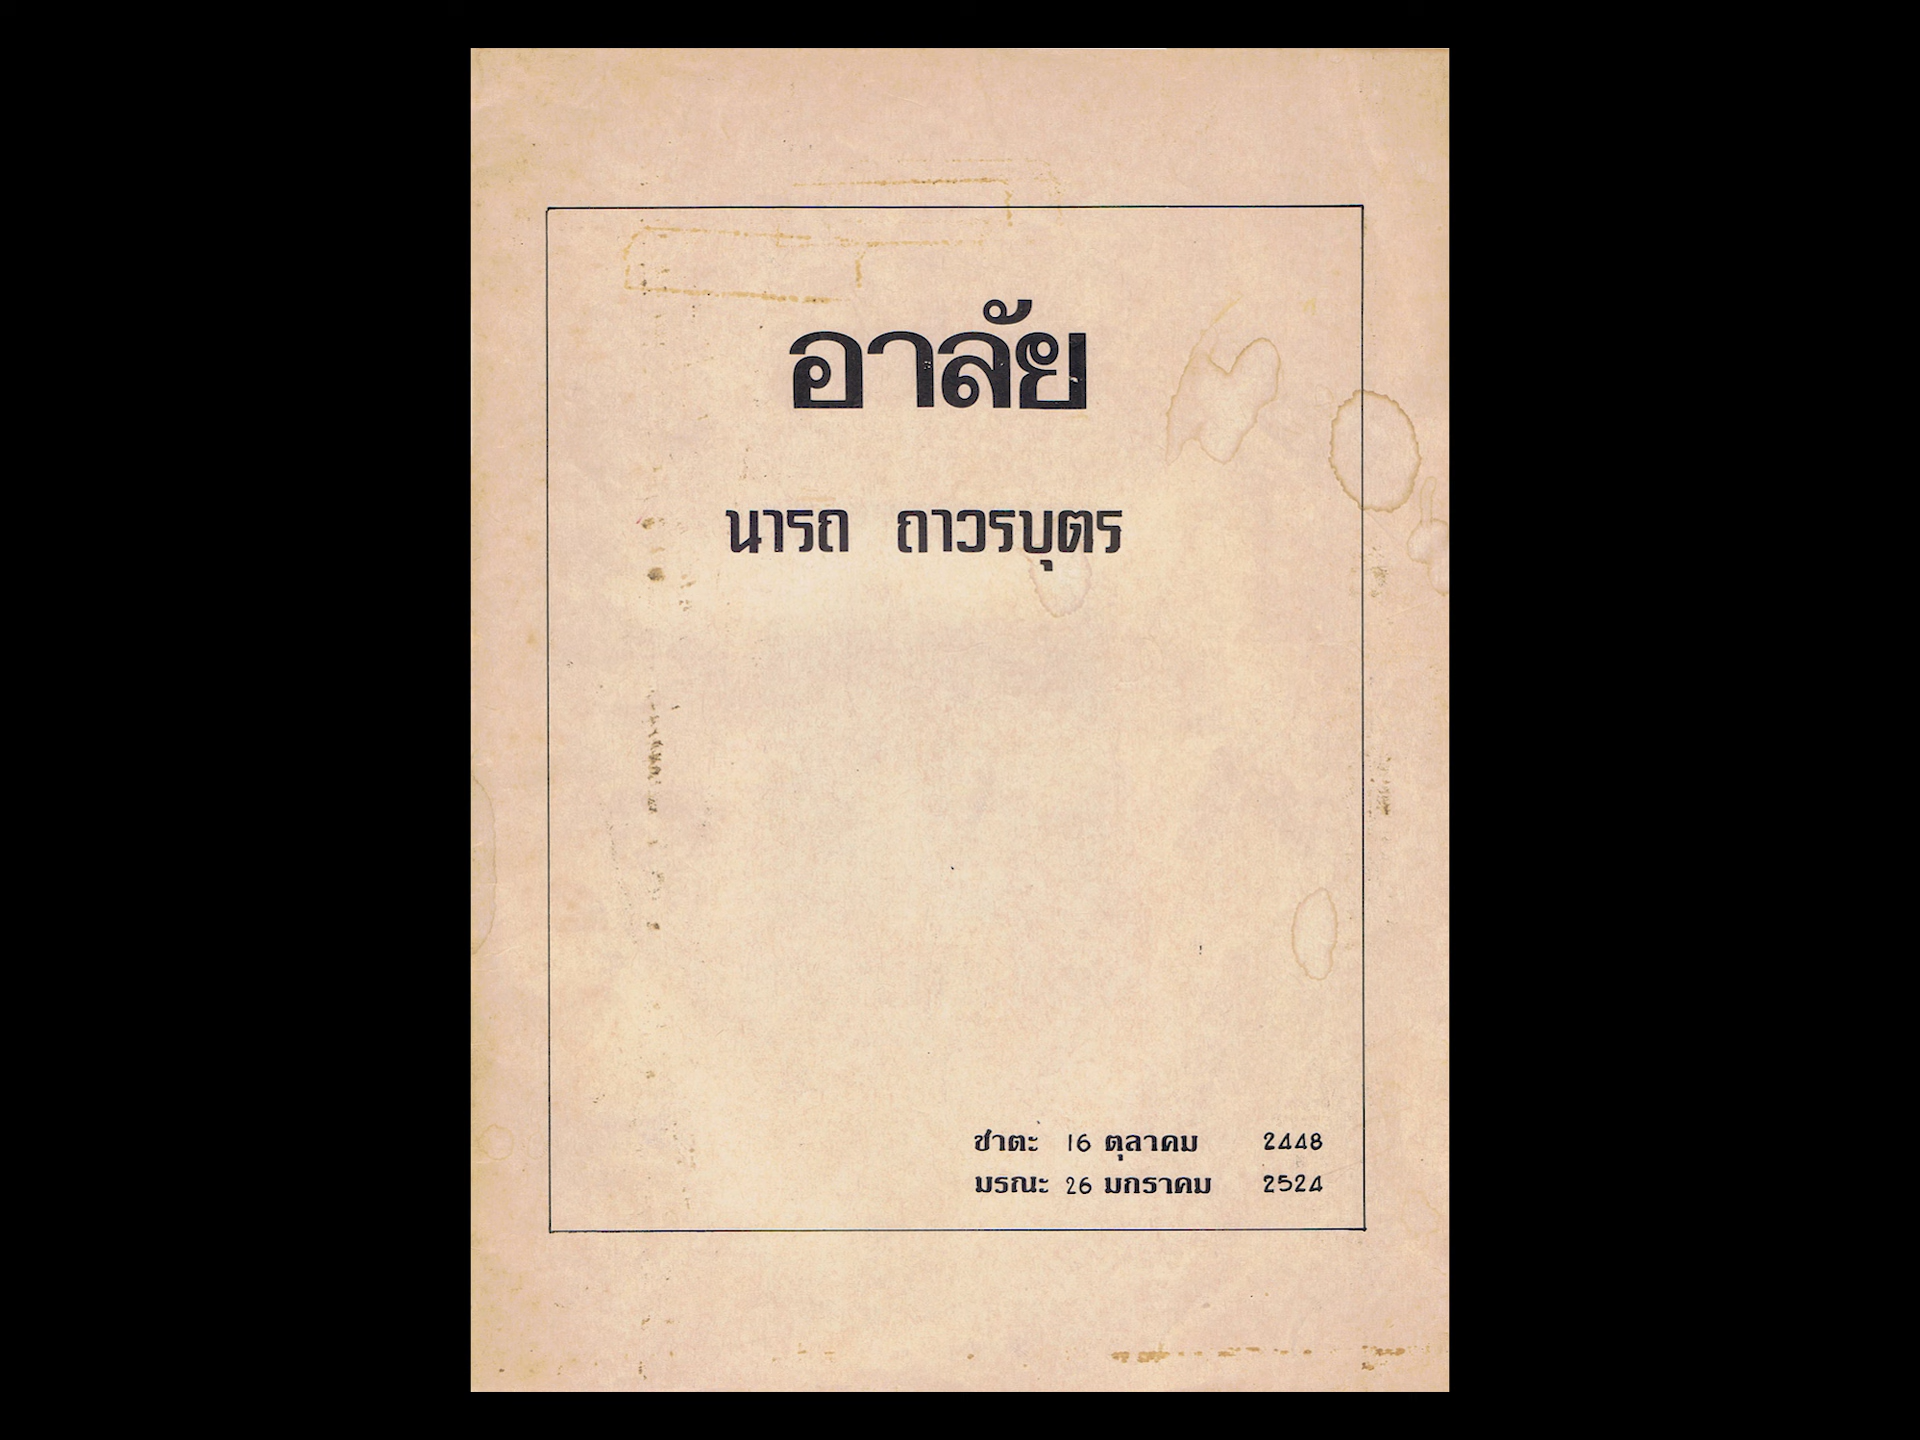 อาลัย
นารถ ถาวรบุตร
ชาตะ 16 ตุลาคม 2448
มรณะ 26 มกราคม 2524